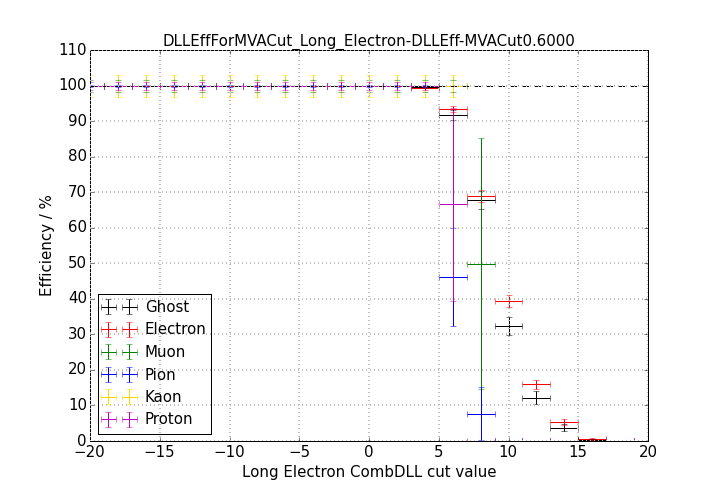 DLLEffForMVACut_Long_Electron-DLLEff-MVACut0.6000
110
100
90
80
70
60
50
40
30
20
10
0
Efficiency / %
Ghost
Electron
Muon
Pion
Kaon
Proton
−20 −15 −10 −5 0 5 10 15 20
Long Electron CombDLL cut value